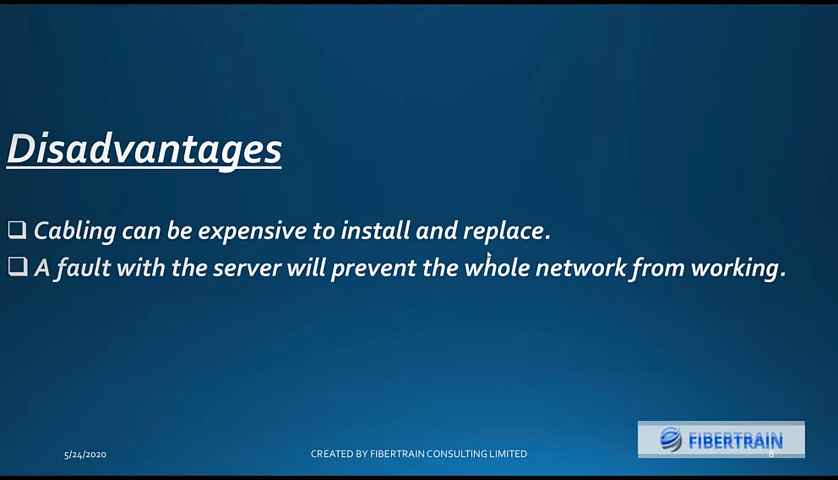 Disadvantages
❑ Cabling can be expensive to install and replace.
❑ A fault with the server will prevent the whole network from working.
FIBERTRAIN
5/24/2020
CREATED BY FIBERTRAIN CONSULTING LIMITED
8